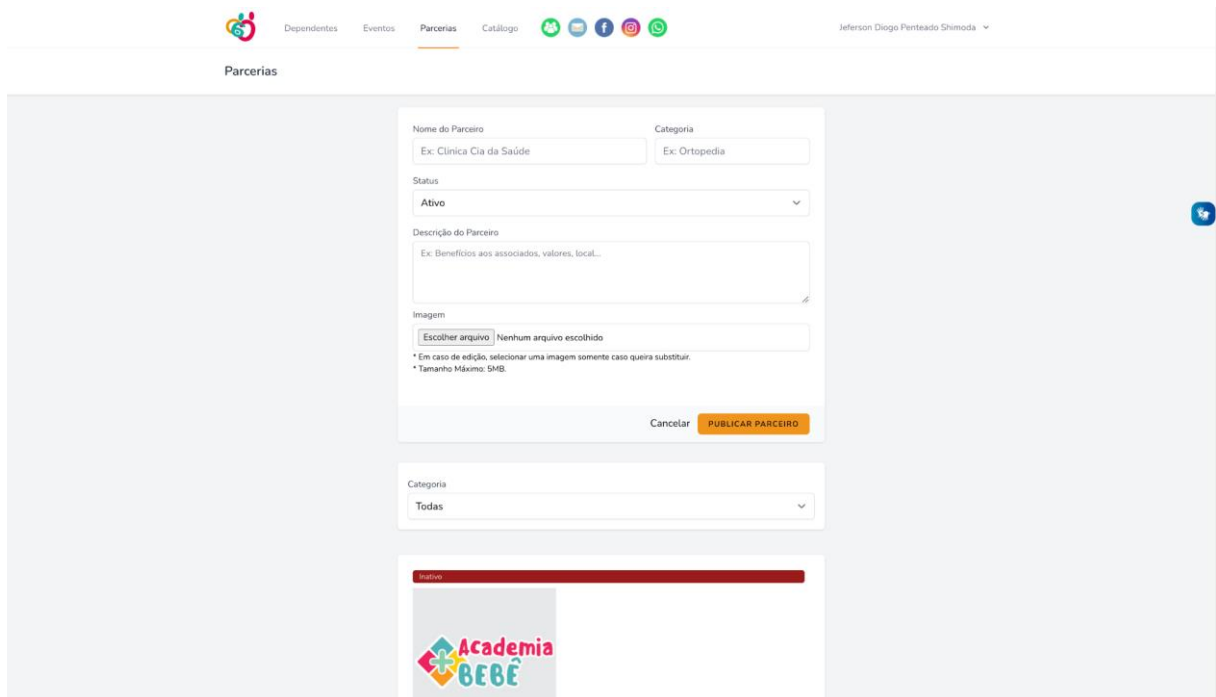 Dependentes Eventos Parcerias Catálogo Jeferson Diogo Penteado Shimoda
Parcerias
Nome do Parceiro Categoria
Ex: Clinica Cia da Saúde Ex: Ortopedia
Status
Ativo
Descrição do Parceiro
Ex: Benefícios aos associados, valores, local...
Imagem
Escolher arquivo Nenhum arquivo escolhido
* Em caso de edição, selecionar uma imagem somente caso queira substituir.
* Tamanho Máximo: 5MB.
Cancelar PUBLICAR PARCEIRO
Categoria
Todas
Inativo
Academia
BEBÊ